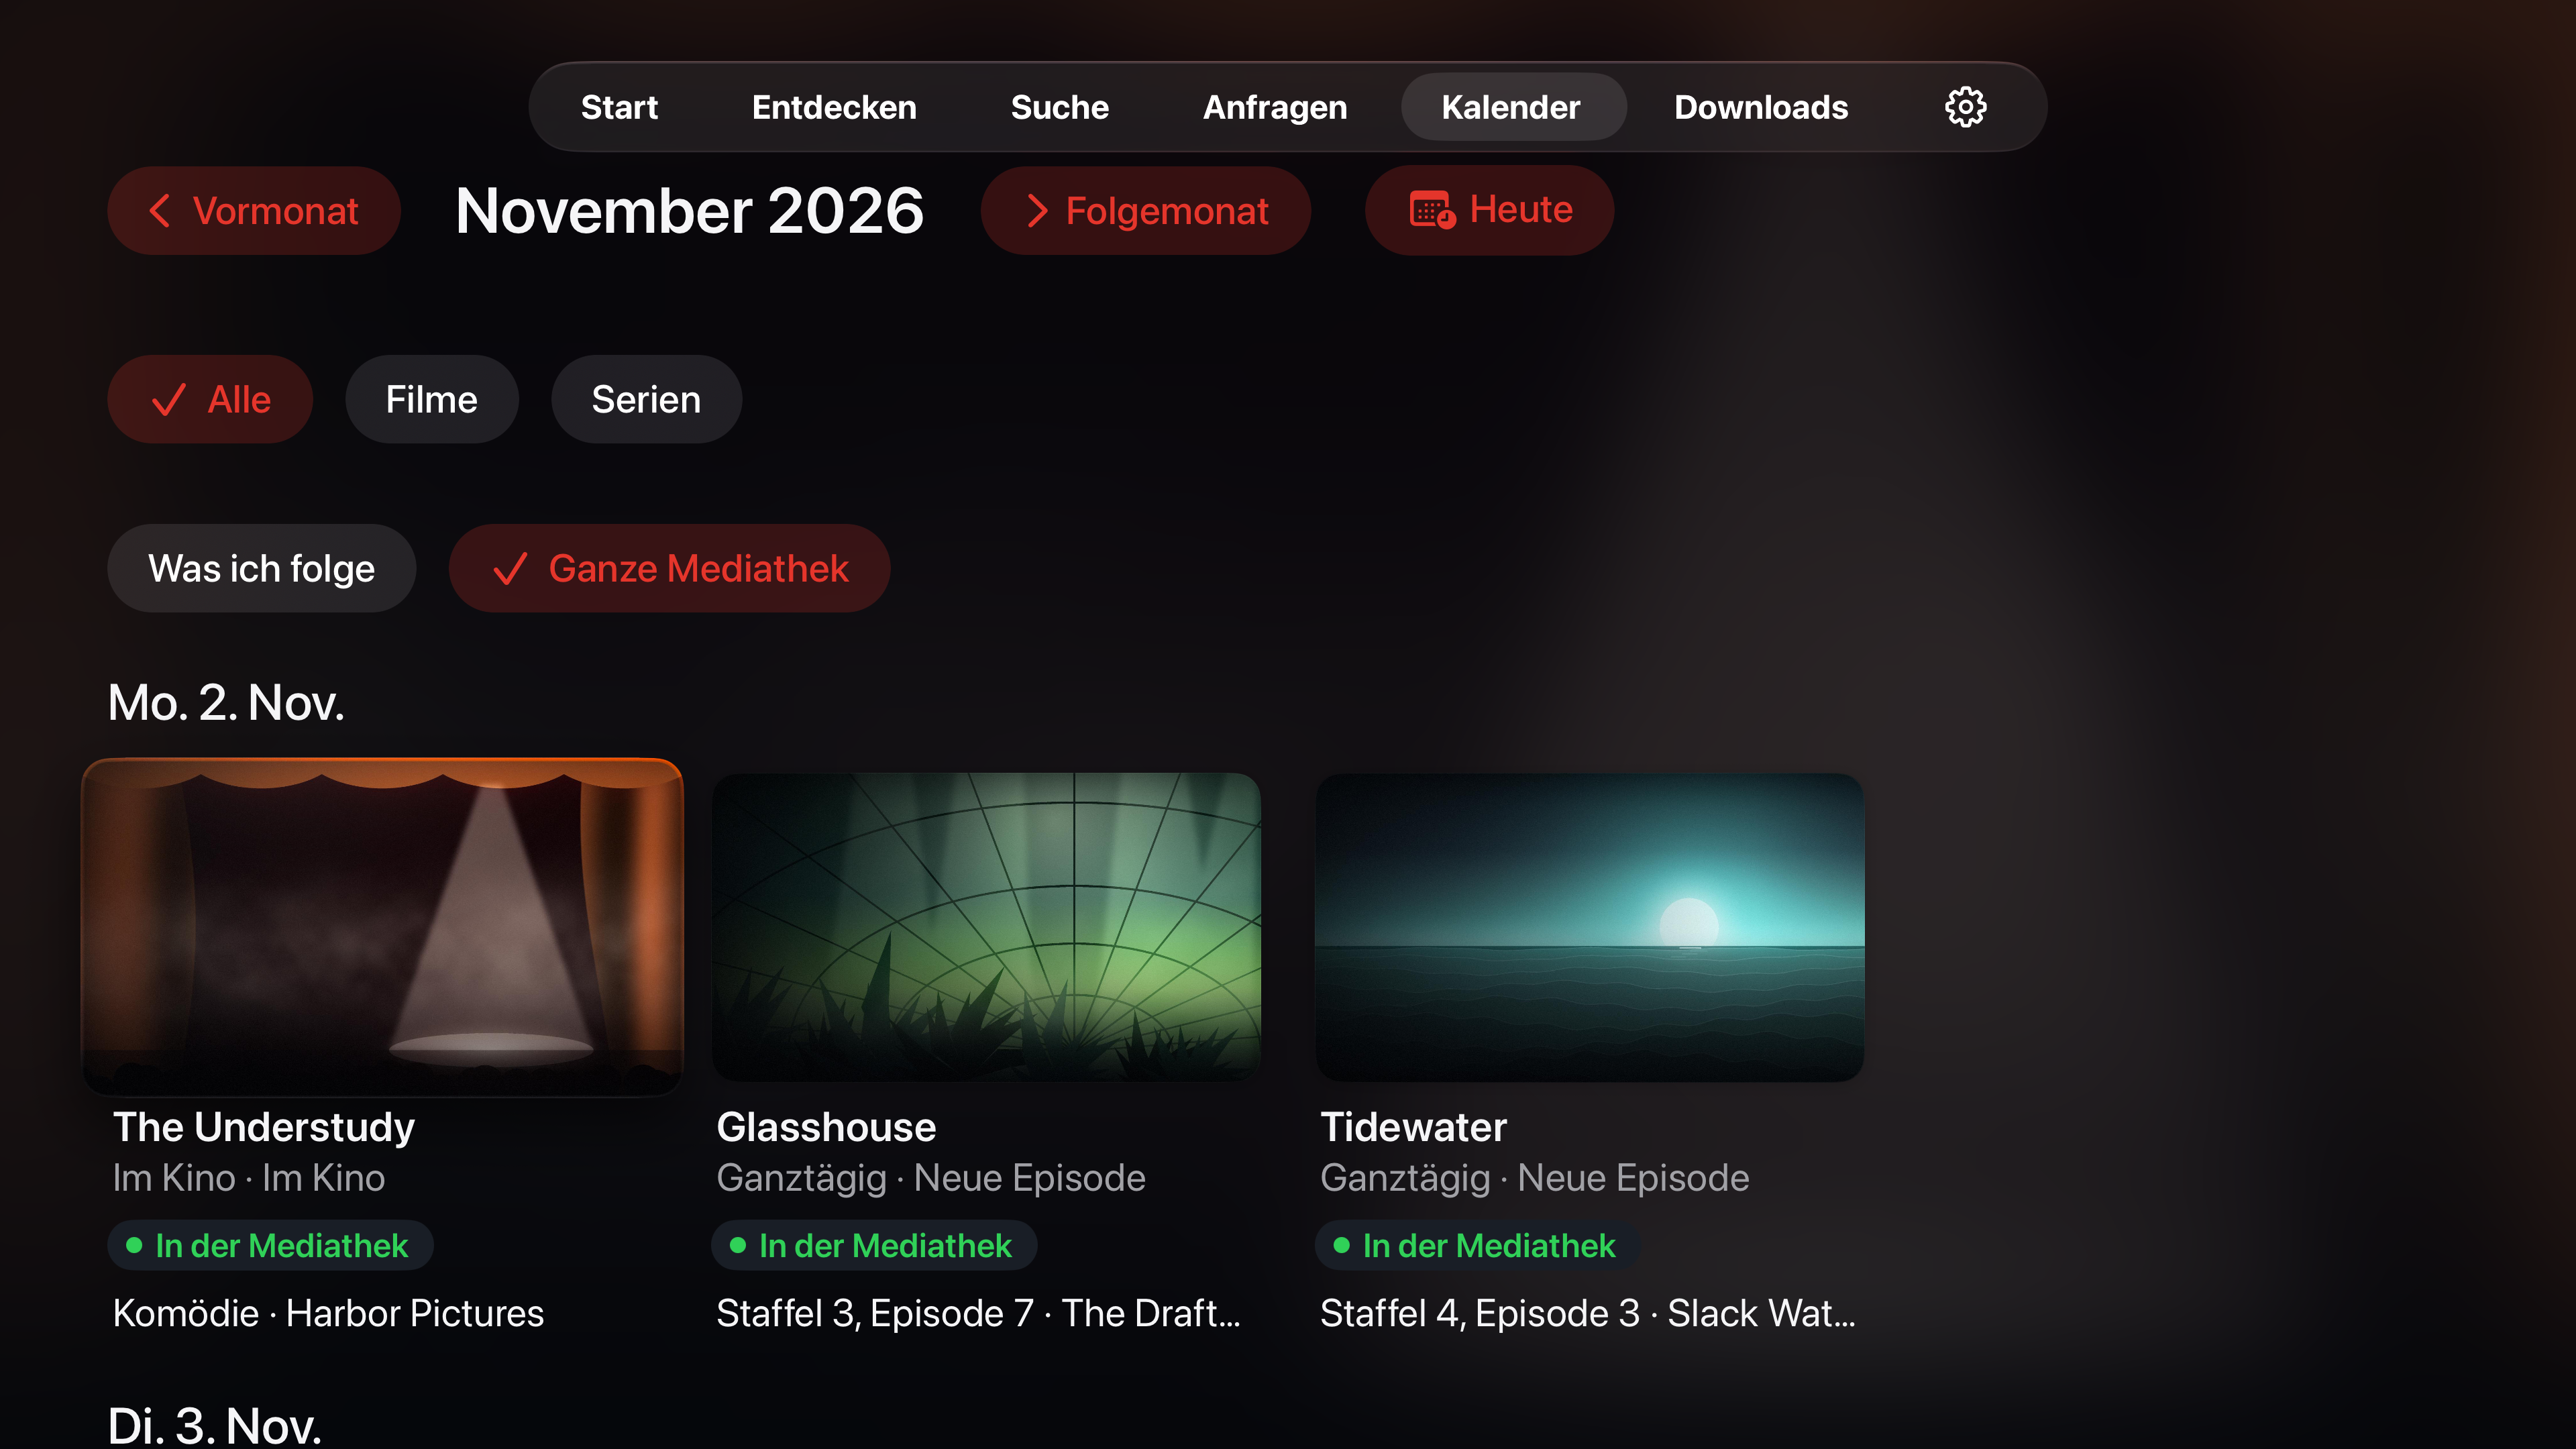 Start Entdecken Suche Anfragen Kalender Downloads
Vormonat November 2026 Folgemonat Heute
Alle Filme Serien
Was ich folge Ganze Mediathek
Mo. 2. Nov.
The Understudy
Im Kino · Im Kino
In der Mediathek
Komödie · Harbor Pictures
Glasshouse
Ganztägig · Neue Episode
In der Mediathek
Staffel 3, Episode 7 · The Draft...
Tidewater
Ganztägig · Neue Episode
In der Mediathek
Staffel 4, Episode 3 · Slack Wat...
Di. 3. Nov.